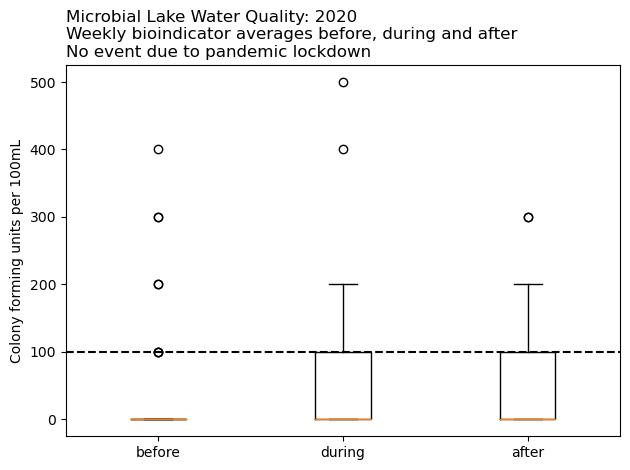 Microbial Lake Water Quality: 2020
Weekly bioindicator averages before, during and after
No event due to pandemic lockdown
Colony forming units per 100mL
500
400
300
200
100
0
before
during
after